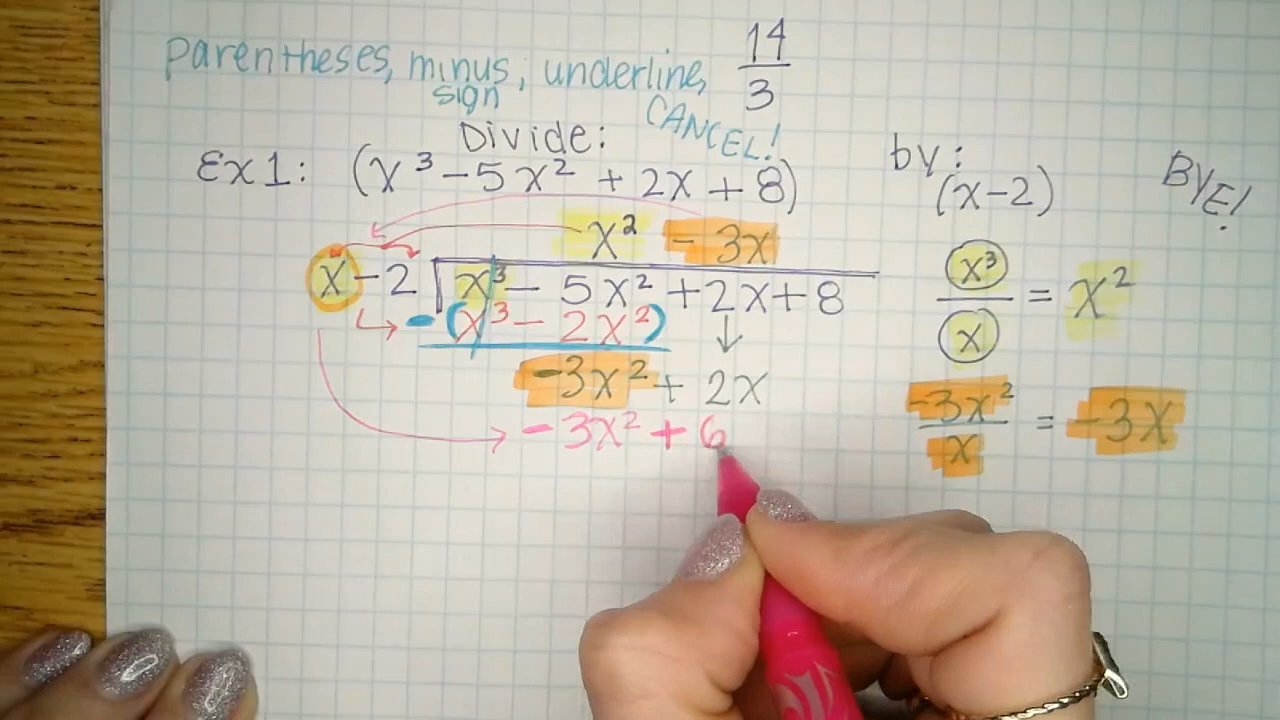 parentheses, minus sign, underline, CANCEL!
14
3
Divide:
by:
BYE!
Ex1: (x³ - 5x² + 2x + 8)
(x-2)
x² - 3x
x - 2 x³ - 5x² + 2x + 8
- (x³ - 2x²)
-3x² + 2x
-3x² + 6
x³
x
= x²
-3x²
x
= -3x